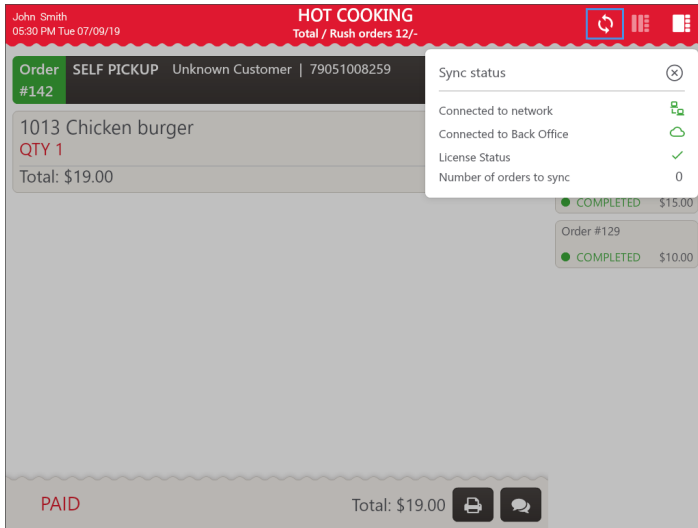 John Smith
05:30 PM Tue 07/09/19
HOT COOKING
Total / Rush orders 12/-
Order #142
SELF PICKUP Unknown Customer | 79051008259
1013 Chicken burger
QTY 1
Total: $19.00
Sync status
Connected to network
Connected to Back Office
License Status
Number of orders to sync 0
COMPLETED $15.00
Order #129
COMPLETED $10.00
PAID
Total: $19.00